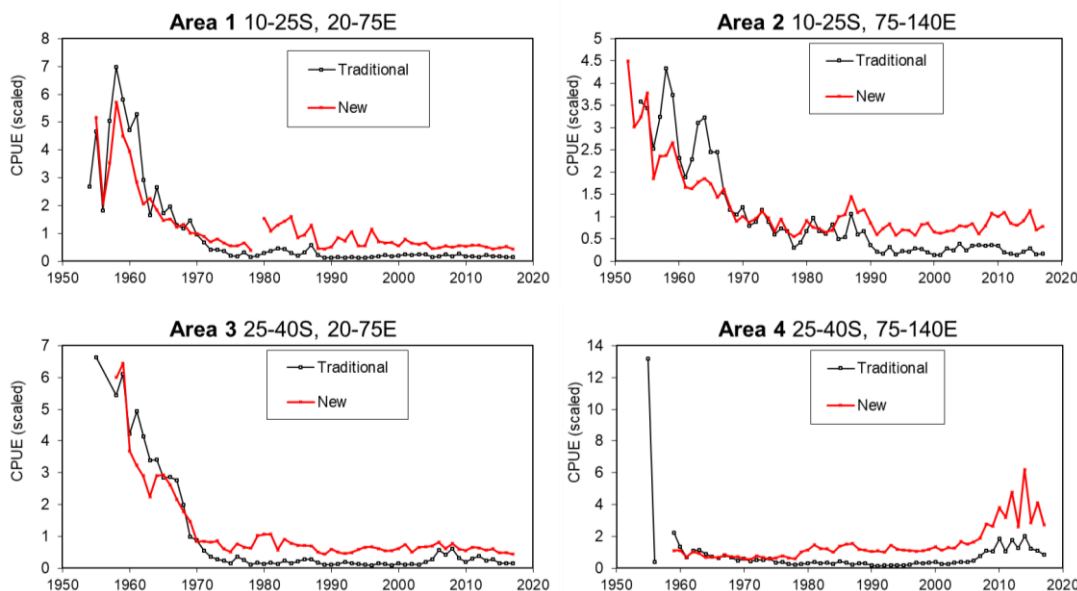 Area 1 10-25S, 20-75E
CPUE (scaled)
8
7
6
5
4
3
2
1
0
Traditional
New
1950 1960 1970 1980 1990 2000 2010 2020
Area 2 10-25S, 75-140E
CPUE (scaled)
5
4.5
4
3.5
3
2.5
2
1.5
1
0.5
0
Traditional
New
1950 1960 1970 1980 1990 2000 2010 2020
Area 3 25-40S, 20-75E
CPUE (scaled)
7
6
5
4
3
2
1
0
Traditional
New
1950 1960 1970 1980 1990 2000 2010 2020
Area 4 25-40S, 75-140E
CPUE (scaled)
14
12
10
8
6
4
2
0
Traditional
New
1950 1960 1970 1980 1990 2000 2010 2020